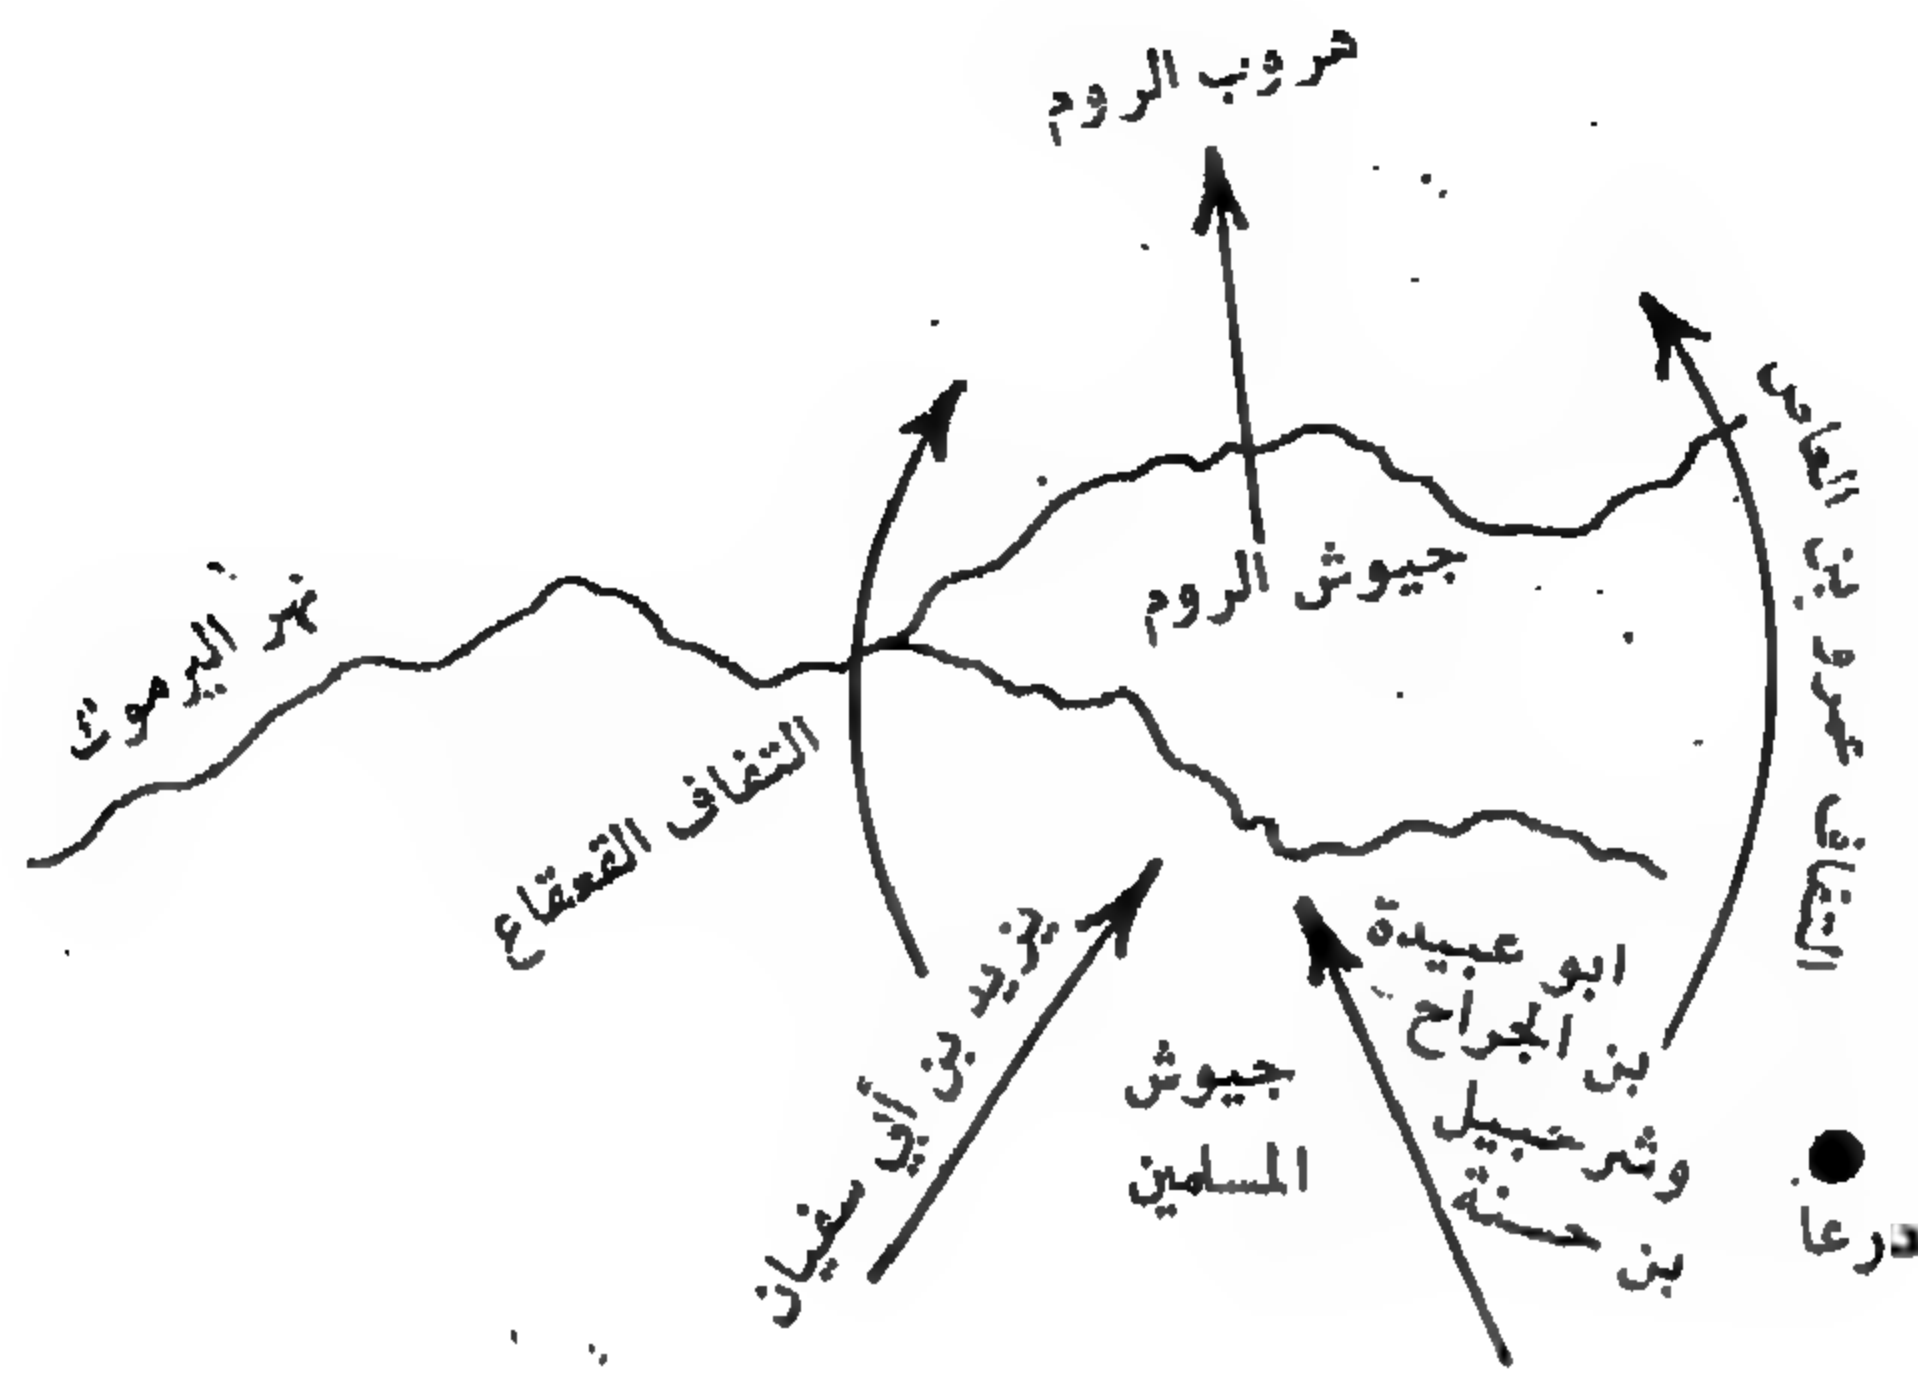 هروب الروم
جيوش الروم
نهر اليرموك
التفاف القعقاع
التفاف عمرو بن العاص
يزيد بن أبي سفيان
جيوش
المسلمين
ابو عبيدة
بن الجراح
وشرحبيل
بن حسنة
درعا